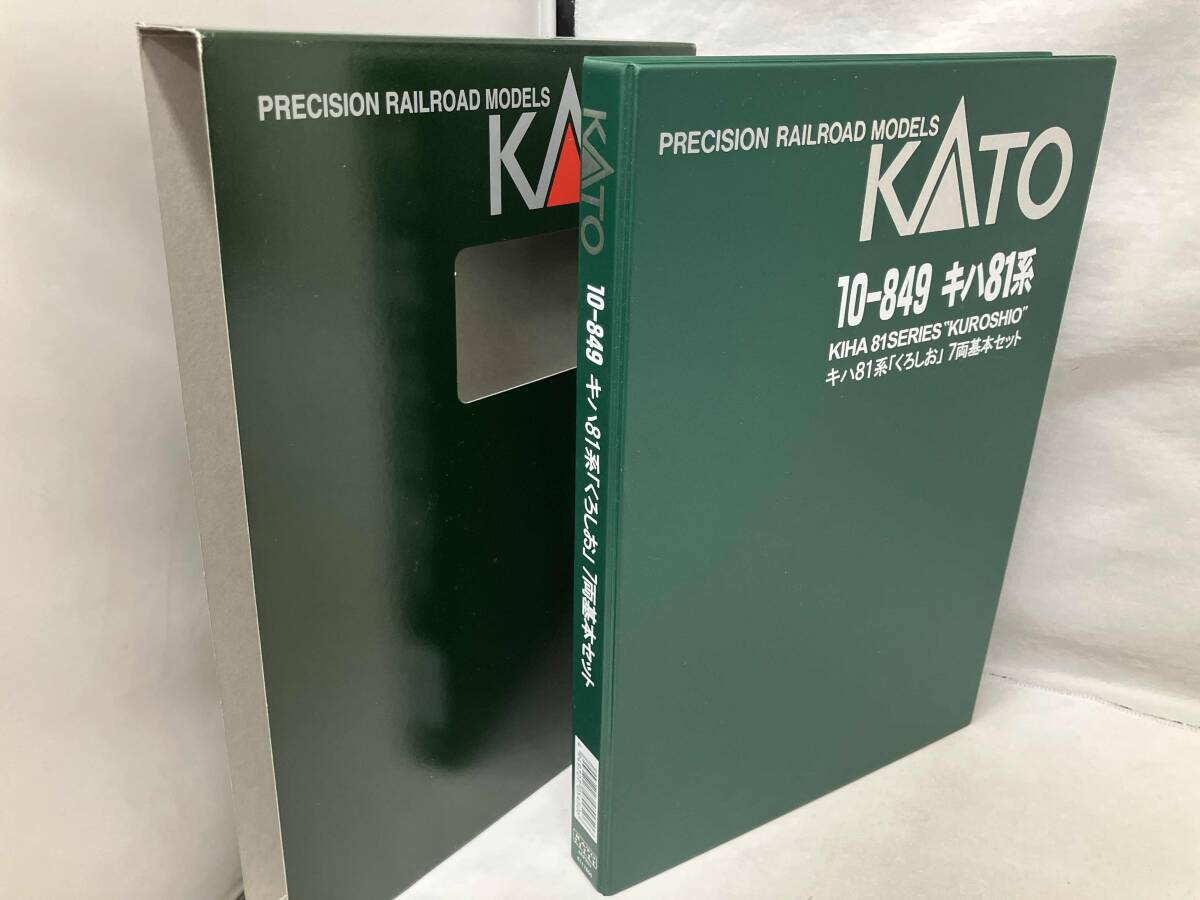 PRECISION RAILROAD MODELS
KA
KATO
10-849 キハ81系「くろしお」 7両基本セット
PRECISION RAILROAD MODELS
KATO
10-849 キハ81系
KIHA 81SERIES "KUROSHIO"
キハ81系「くろしお」 7両基本セット